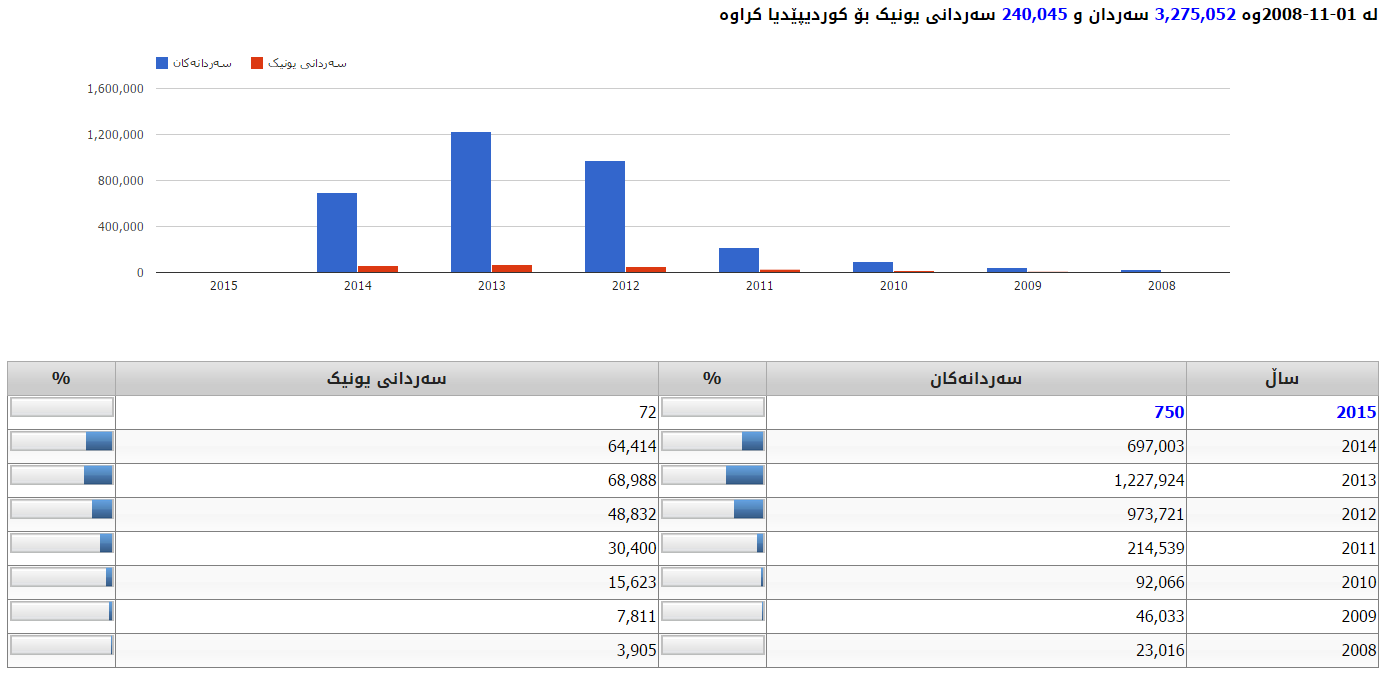 لە 01-11-2008وە 3,275,052 سەردان و 240,045 سەردانی یونیک بۆ کوردیپێدیا کراوە
سەردانەکان سەردانی یونیک
1,600,000
1,200,000
800,000
400,000
0
2015 2014 2013 2012 2011 2010 2009 2008
ساڵ سەردانەکان % سەردانی یونیک %
2015 750 72
2014 697,003 64,414
2013 1,227,924 68,988
2012 973,721 48,832
2011 214,539 30,400
2010 92,066 15,623
2009 46,033 7,811
2008 23,016 3,905